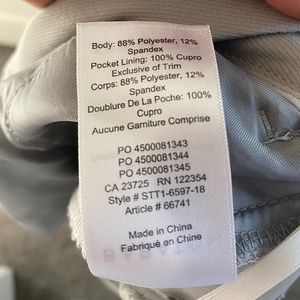 Body: 88% Polyester, 12%
Spandex
Pocket Lining: 100% Cupro
Exclusive of Trim
Corps: 88% Polyester, 12%
Spandex
Doublure De La Poche: 100%
Cupro
Aucune Garniture Comprise
PO 4500081343
PO 4500081344
PO 4500081345
CA 23725 RN 122354
Style # STT1-6597-18
Article # 66741
Made in China
Fabriqué en Chine